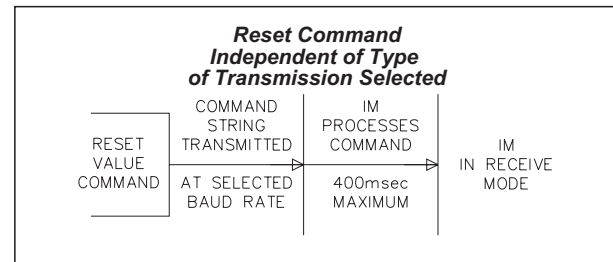 Reset Command
Independent of Type
of Transmission Selected
RESET
VALUE
COMMAND
COMMAND
STRING
TRANSMITTED
AT SELECTED
BAUD RATE
IM
PROCESSES
COMMAND
400msec
MAXIMUM
IM
IN RECEIVE
MODE